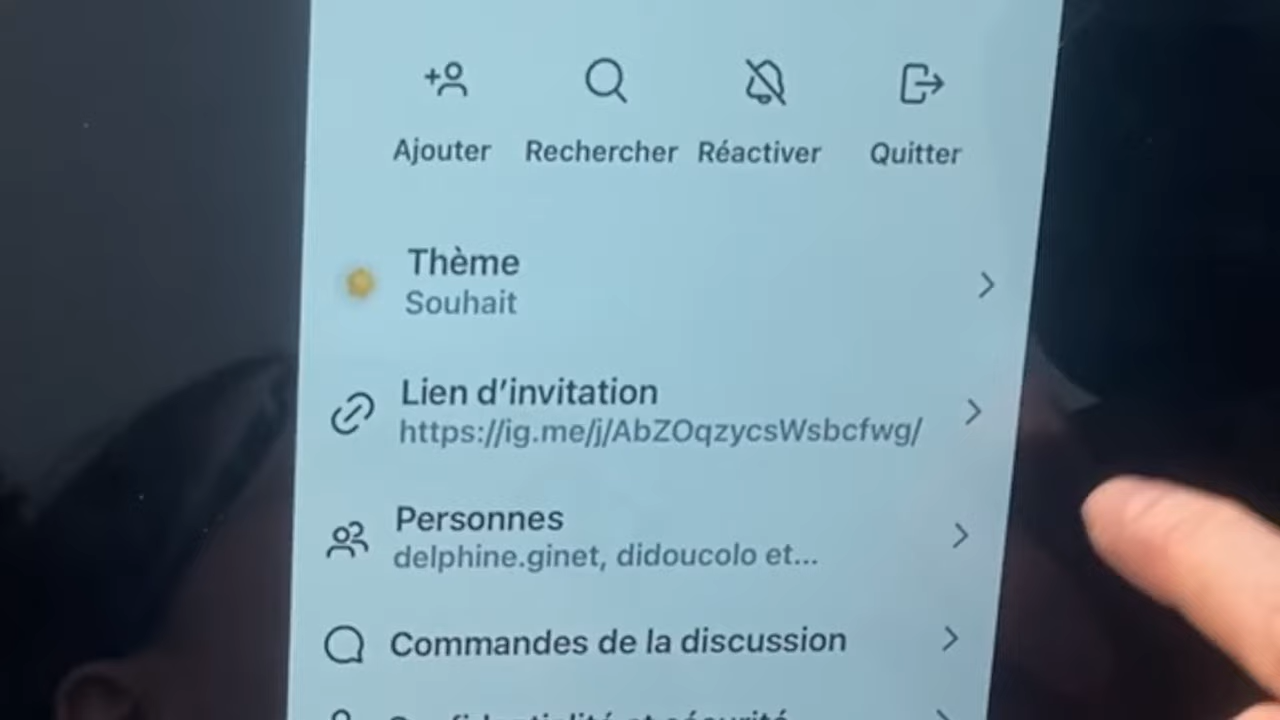 Ajouter Rechercher Réactiver Quitter
Thème
Souhait
Lien d'invitation
https://ig.me/j/AbZOqzycsWsbcfwg/
Personnes
delphine.ginet, didoucolo et...
Commandes de la discussion